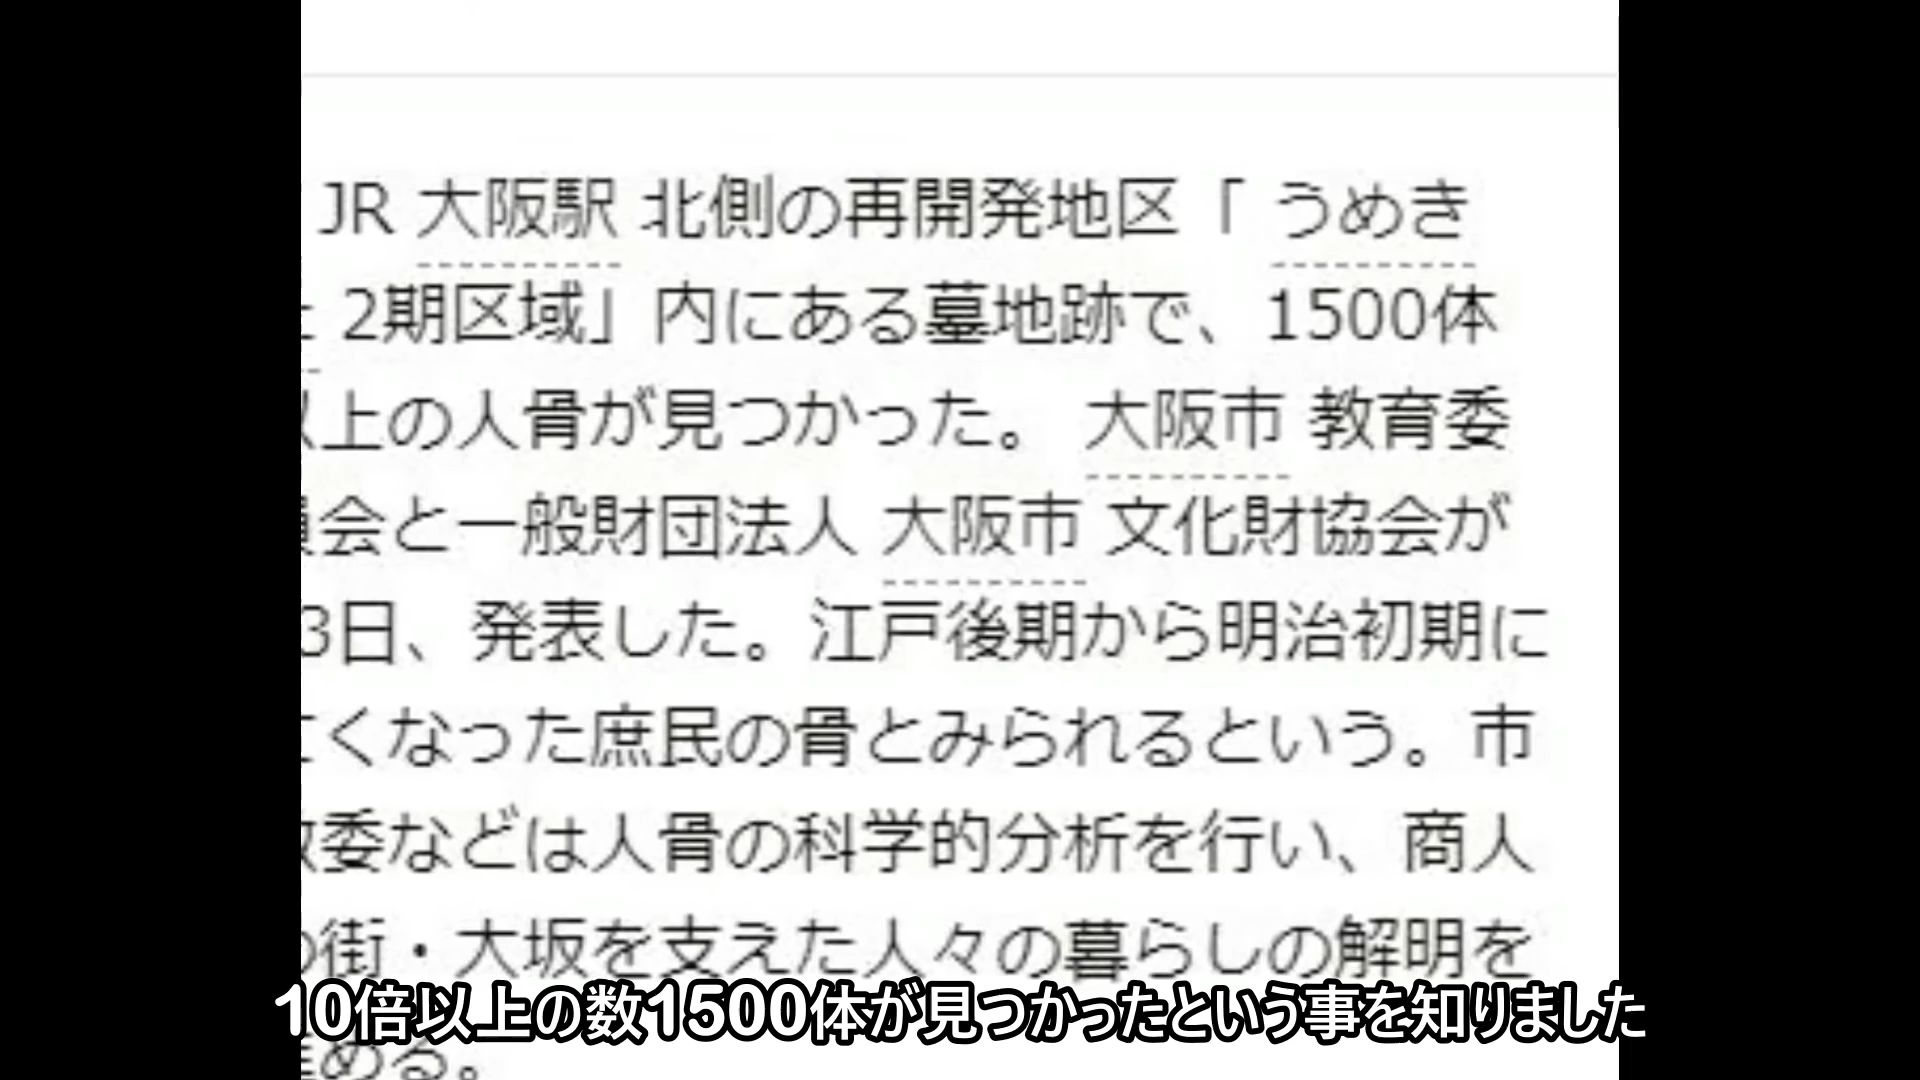 JR 大阪駅 北側の再開発地区「 うめき
2期区域」内にある墓地跡で、1500体
以上の人骨が見つかった。 大阪市 教育委
員会と一般財団法人 大阪市 文化財協会が
3日、発表した。江戸後期から明治初期に
亡くなった庶民の骨とみられるという。市
教委などは人骨の科学的分析を行い、商人
の街・大坂を支えた人々の暮らしの解明を
10倍以上の数1500体が見つかったという事を知りました
進める。